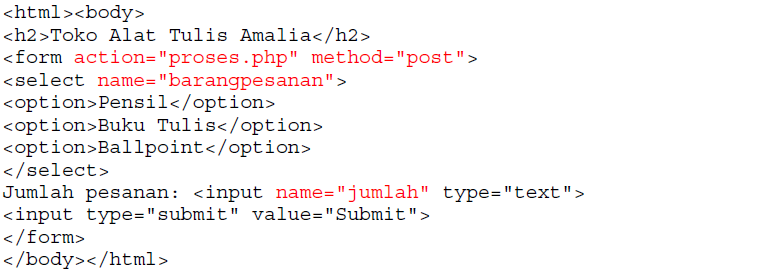 <html><body>
<h2>Toko Alat Tulis Amalia</h2>
<form action="proses.php" method="post">
<select name="barangpesanan">
<option>Pensil</option>
<option>Buku Tulis</option>
<option>Ballpoint</option>
</select>
Jumlah pesanan: <input name="jumlah" type="text">
<input type="submit" value="Submit">
</form>
</body></html>